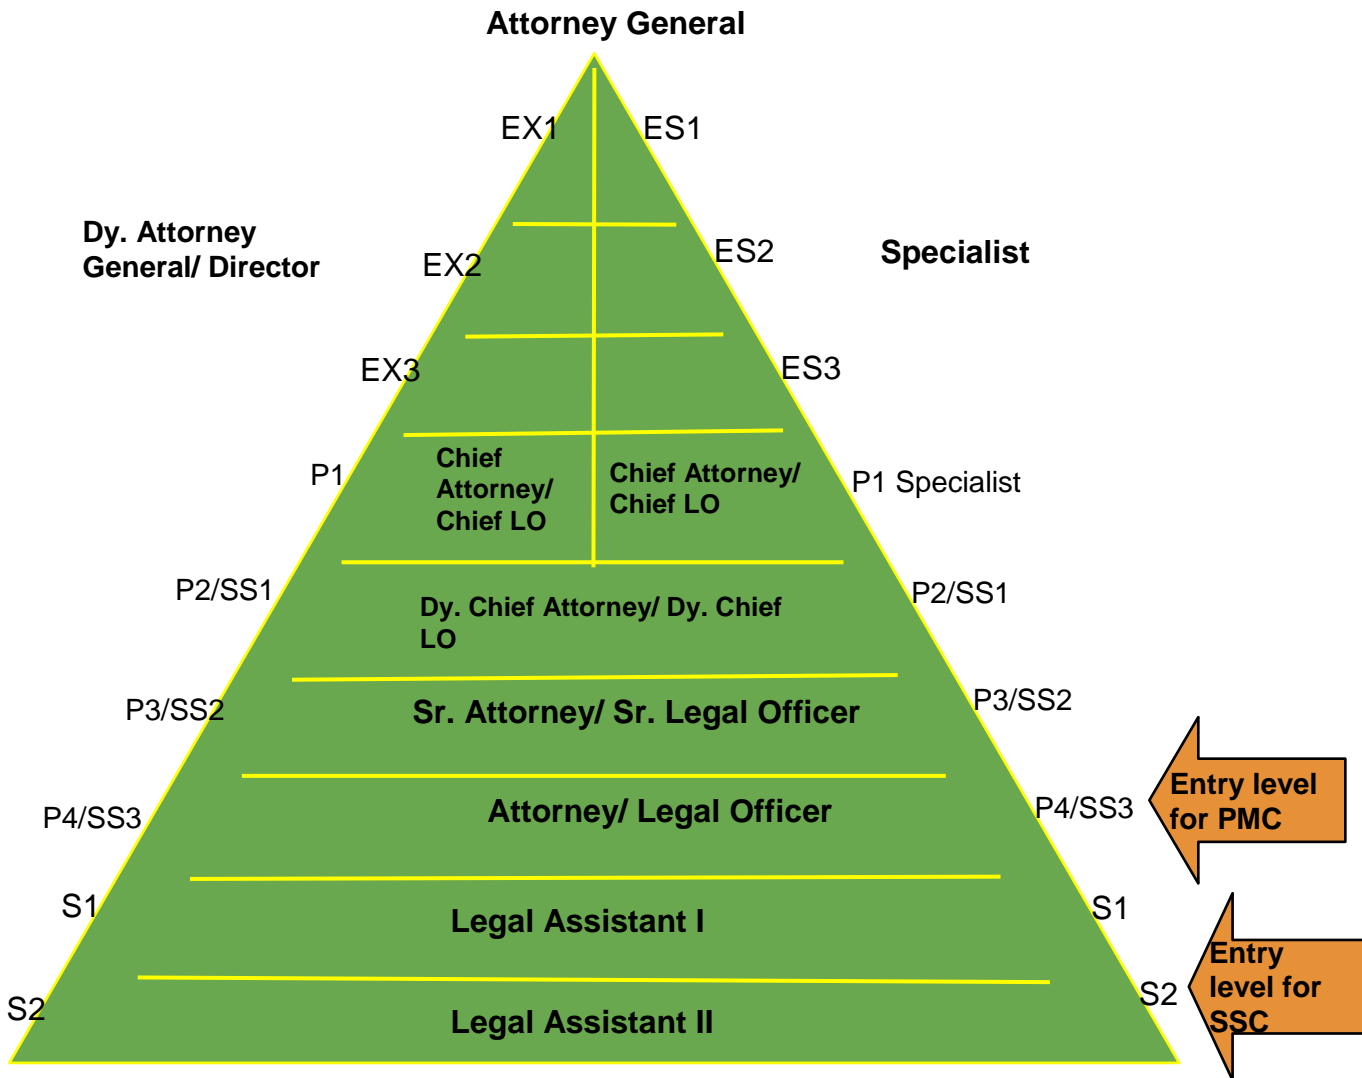 Attorney General
EX1
ES1
Dy. Attorney
General/ Director
EX2
ES2
Specialist
EX3
ES3
P1
Chief
Attorney/
Chief LO
Chief Attorney/
Chief LO
P1 Specialist
P2/SS1
Dy. Chief Attorney/ Dy. Chief
LO
P2/SS1
P3/SS2
Sr. Attorney/ Sr. Legal Officer
P3/SS2
P4/SS3
Attorney/ Legal Officer
P4/SS3
Entry level
for PMC
S1
Legal Assistant I
S1
S2
Legal Assistant II
S2
Entry
level for
SSC